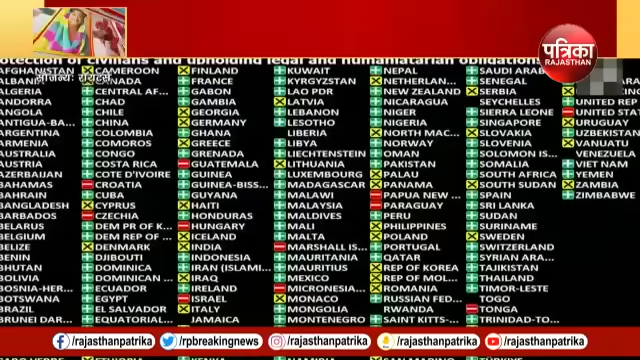 पत्रिका
RAJASTHAN
rotection of civilians and upholding legal and humanitarian obligations
सौजन्य: रायटर्स
AFGHANISTAN CAMEROON FINLAND KUWAIT NEPAL SAUDI ARAB
ALBANI CANADA FRANCE KYRGYZSTAN NETHERLAN... SENEGAL
ALGERIA CENTRAL AF... GABON LAO PDR NEW ZEALAND SERBIA
ANDORRA CHAD GAMBIA LATVIA NICARAGUA SEYCHELLES UNITED REP
ANGOLA CHILE GEORGIA LEBANON NIGER SIERRA LEONE UNITED STA
ANTIGUA-BA... CHINA GERMANY LESOTHO NIGERIA SINGAPORE URUGUAY
ARGENTINA COLOMBIA GHANA LIBERIA NORTH MAC... SLOVAKIA UZBEKISTAN
ARMENIA COMOROS GREECE LIBYA NORWAY SLOVENIA VANUATU
AUSTRALIA CONGO GRENADA LIECHTENSTEIN OMAN SOLOMON IS... VENEZUELA
AUSTRIA COSTA RICA GUATEMALA LITHUANIA PAKISTAN SOMALIA VIET NAM
AZERBAIJAN COTE D'IVOIRE GUINEA LUXEMBOURG PALAU SOUTH AFRICA YEMEN
BAHAMAS CROATIA GUINEA-BISS... MADAGASCAR PANAMA SOUTH SUDAN ZAMBIA
BAHRAIN CUBA GUYANA MALAWI PAPUA NEW ... SPAIN ZIMBABWE
BANGLADESH CYPRUS HAITI MALAYSIA PARAGUAY SRI LANKA
BARBADOS CZECHIA HONDURAS MALDIVES PERU SUDAN
BELARUS DEM PR OF K... HUNGARY MALI PHILIPPINES SURINAME
BELGIUM DEM REP OF ... ICELAND MALTA POLAND SWEDEN
BELIZE DENMARK INDIA MARSHALL IS... PORTUGAL SWITZERLAND
BENIN DJIBOUTI INDONESIA MAURITANIA QATAR SYRIAN ARA...
BHUTAN DOMINICA IRAN (ISLAMI... MAURITIUS REP OF KOREA TAJIKISTAN
BOLIVIA DOMINICAN ... IRAQ MEXICO REP OF MOL... THAILAND
BOSNIA-HER... ECUADOR IRELAND MICRONESIA... ROMANIA TIMOR-LESTE
BOTSWANA EGYPT ISRAEL MONACO RUSSIAN FED... TOGO
BRAZIL EL SALVADOR ITALY MONGOLIA RWANDA TONGA
BRUNEI DAR... EQUATORIAL... JAMAICA MONTENEGRO SAINT KITTS-... TRINIDAD-TO...
/rajasthanpatrika /rpbreakingnews /rajasthanpatrika /rajasthanpatrika.com /rajasthanpatrika